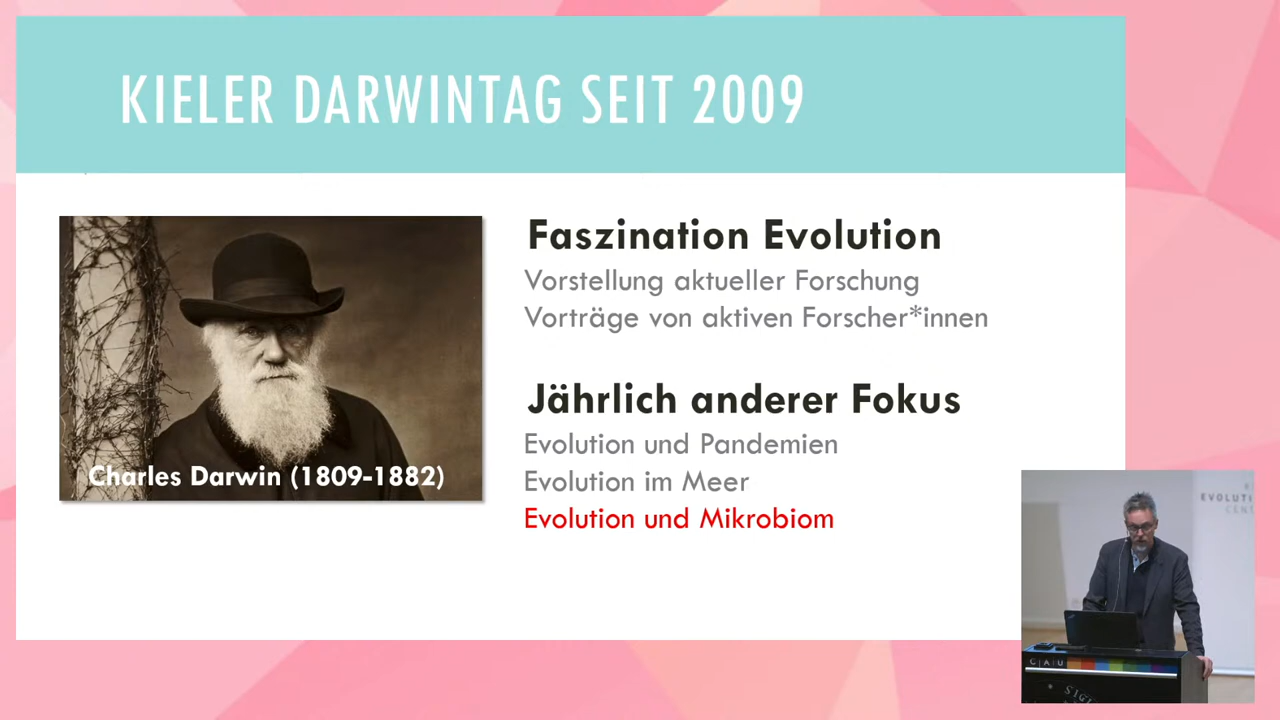 KIELER DARWINTAG SEIT 2009
Faszination Evolution
Vorstellung aktueller Forschung
Vorträge von aktiven Forscher*innen
Jährlich anderer Fokus
Evolution und Pandemien
Evolution im Meer
Evolution und Mikrobiom
Charles Darwin (1809-1882)
C|A|U